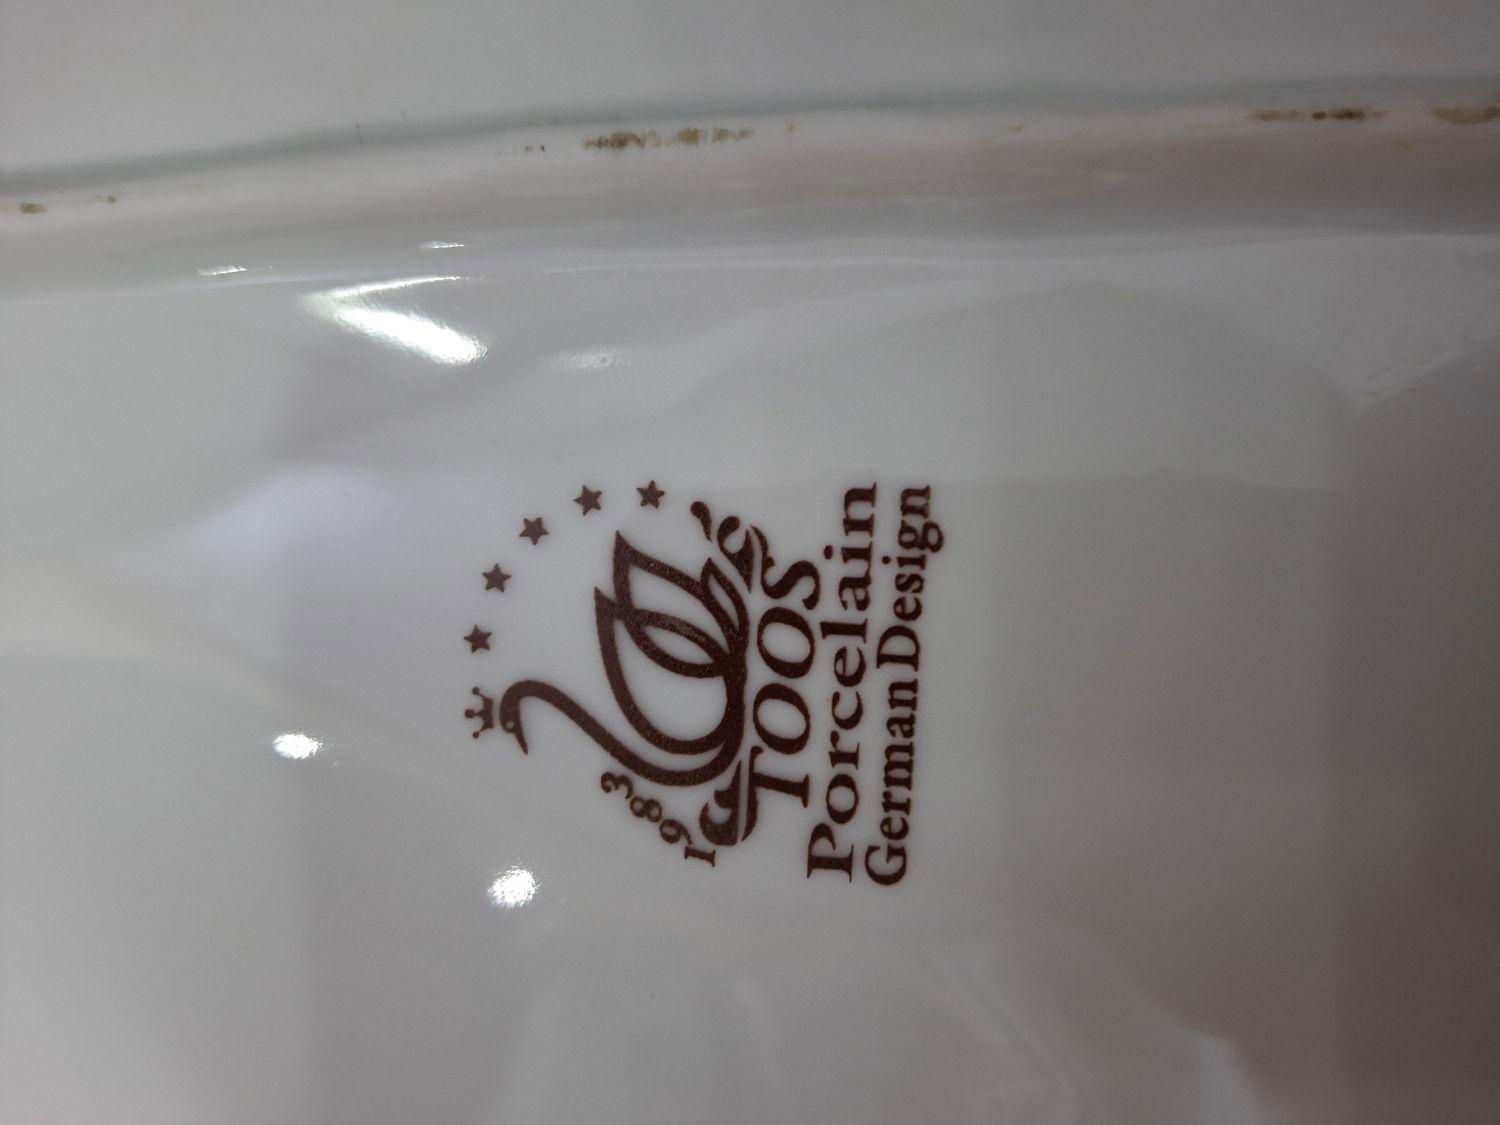 1983
TOOS
Porcelain
German Design